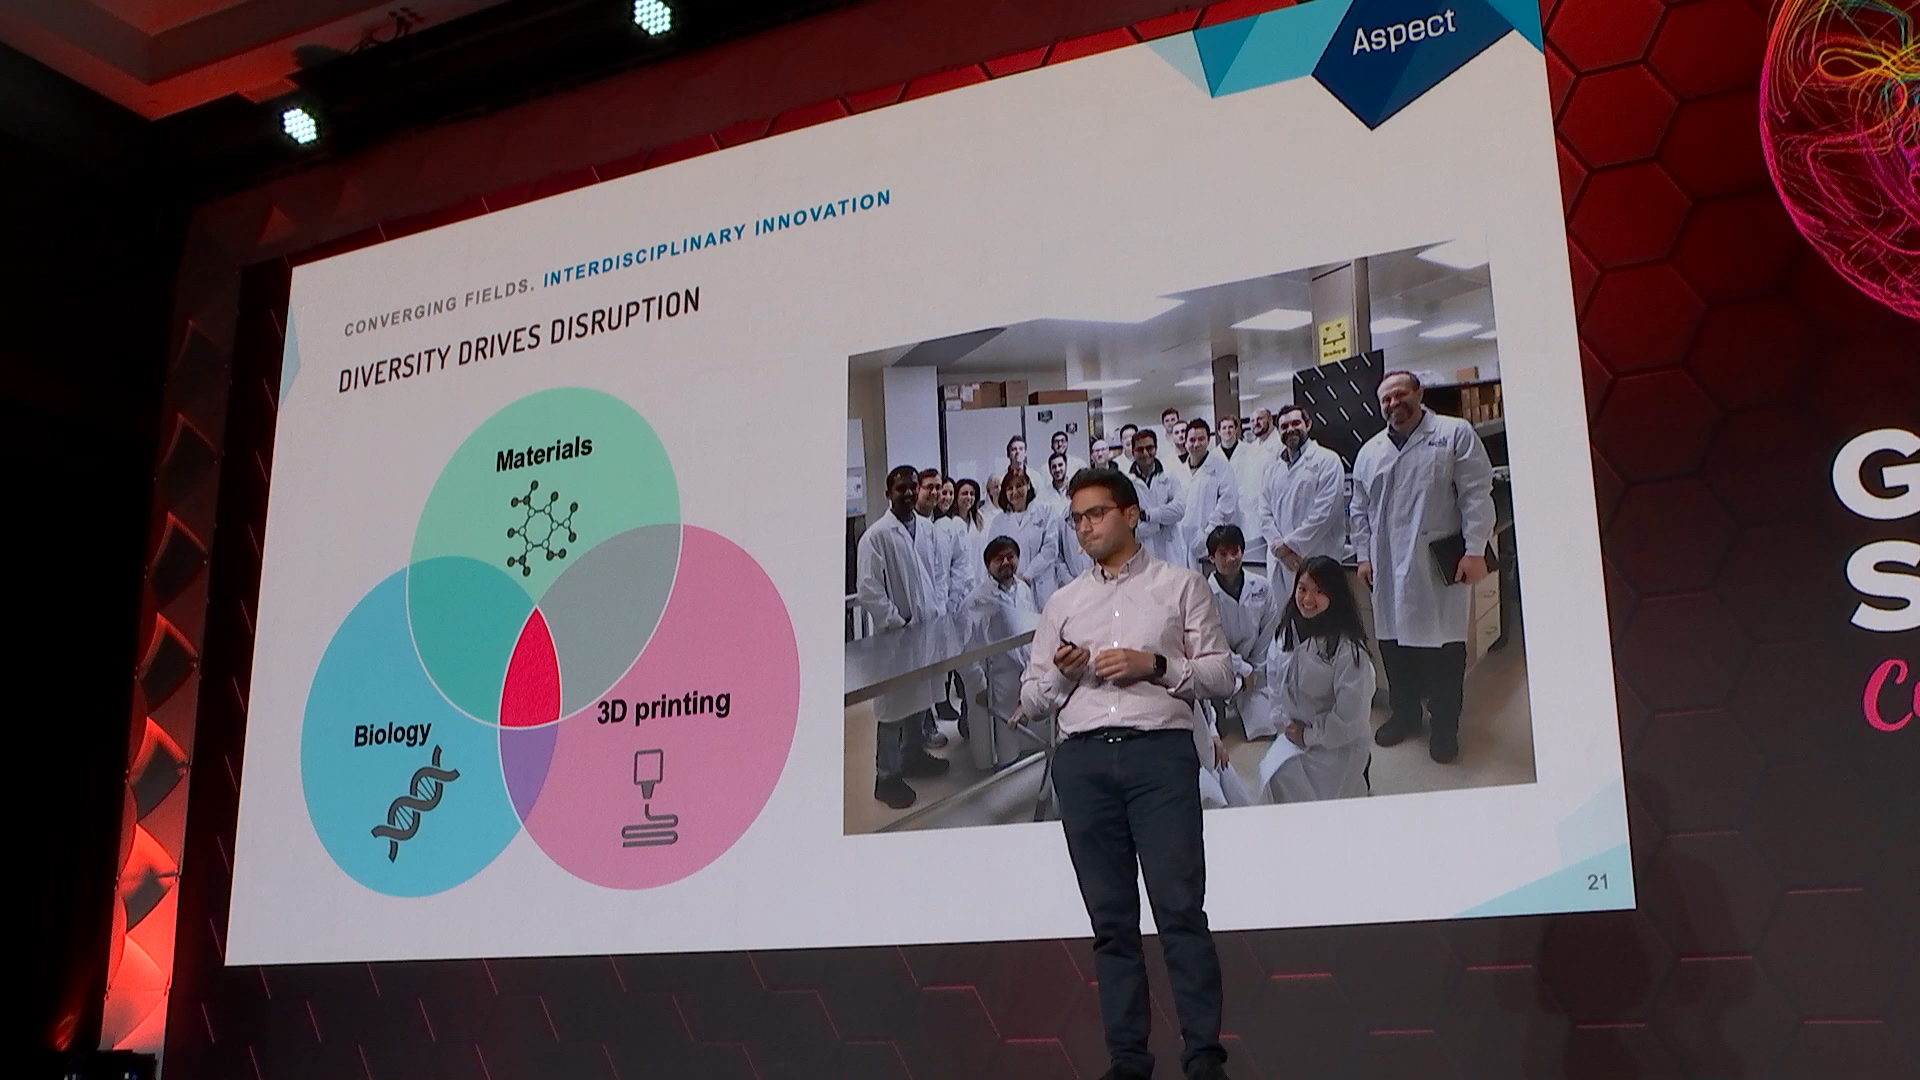 Aspect
CONVERGING FIELDS. INTERDISCIPLINARY INNOVATION
DIVERSITY DRIVES DISRUPTION
Materials
Biology
3D printing
21
G
S